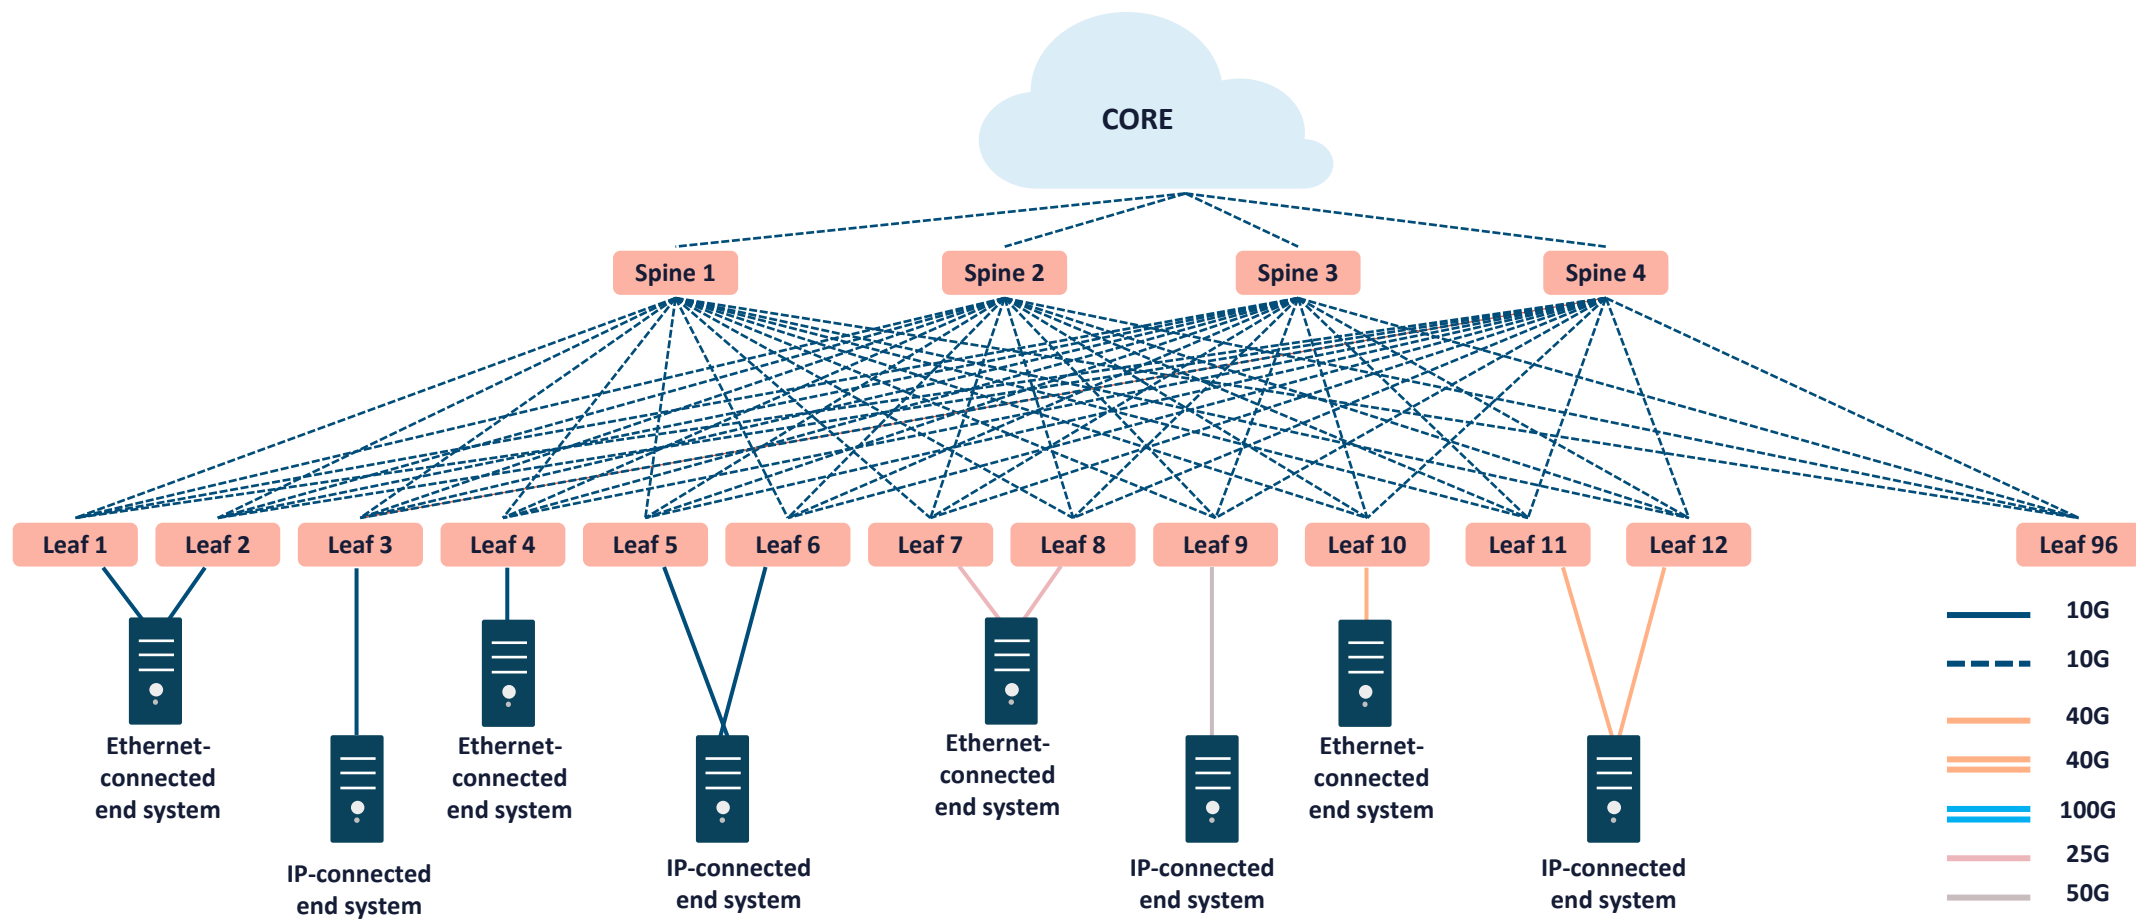 CORE
Spine 1
Spine 2
Spine 3
Spine 4
Leaf 1
Leaf 2
Leaf 3
Leaf 4
Leaf 5
Leaf 6
Leaf 7
Leaf 8
Leaf 9
Leaf 10
Leaf 11
Leaf 12
Leaf 96
Ethernet-
connected
end system
IP-connected
end system
Ethernet-
connected
end system
IP-connected
end system
Ethernet-
connected
end system
IP-connected
end system
Ethernet-
connected
end system
IP-connected
end system
10G
10G
40G
40G
100G
25G
50G